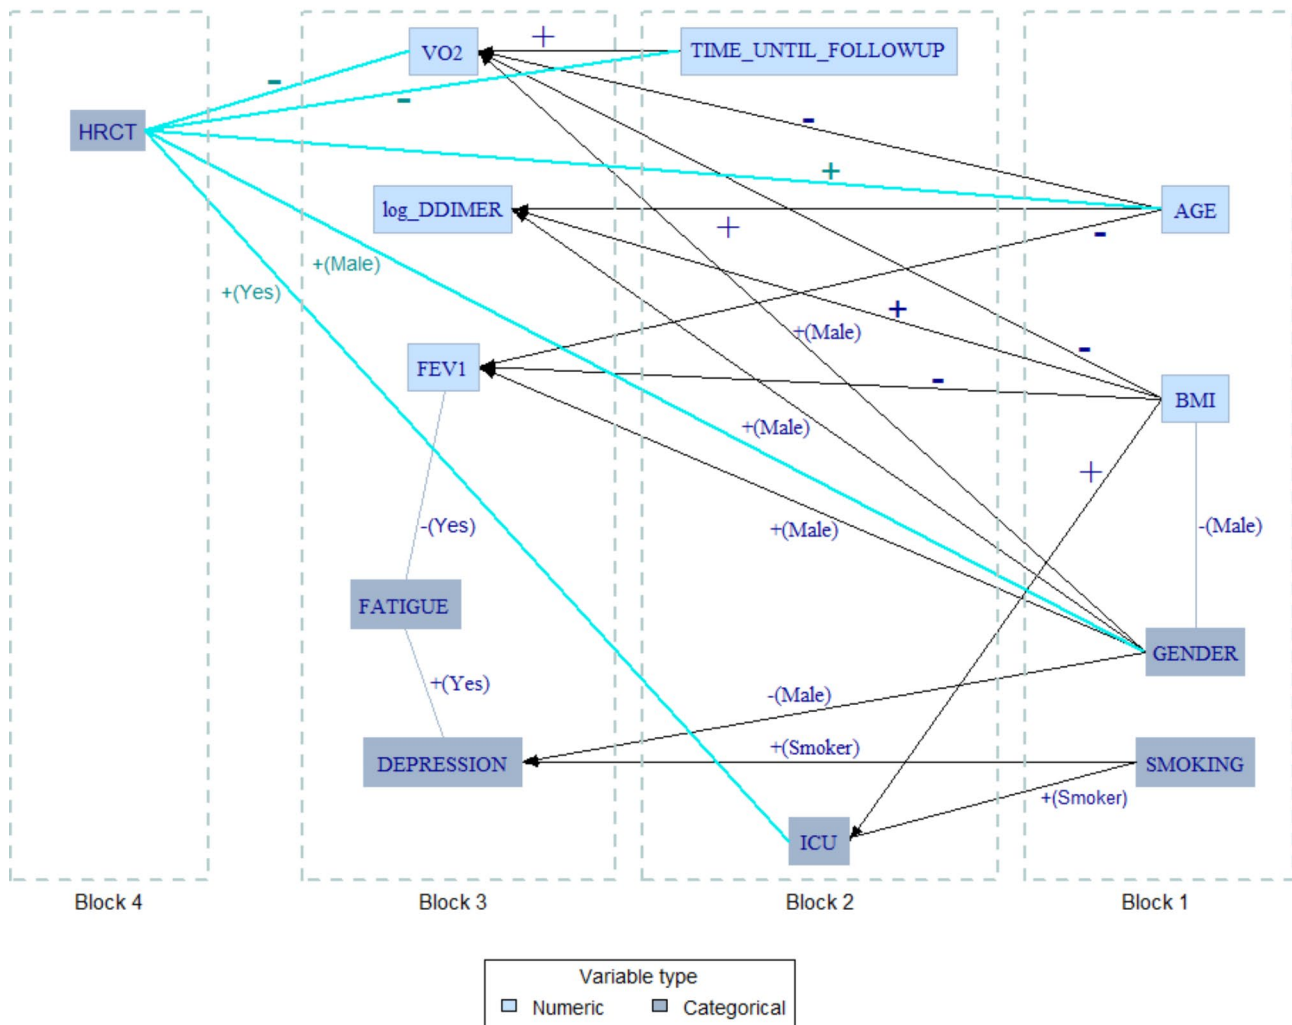 VO2
+
TIME_UNTIL_FOLLOWUP
-
-
HRCT
-
+
log_DDIMER
AGE
+
-
+(Male)
+(Yes)
+
+(Male)
-
FEV1
-
BMI
+(Male)
+
-(Yes)
+(Male)
-(Male)
FATIGUE
GENDER
+(Yes)
-(Male)
+(Smoker)
DEPRESSION
SMOKING
+(Smoker)
ICU
Block 4
Block 3
Block 2
Block 1
Variable type
Numeric
Categorical